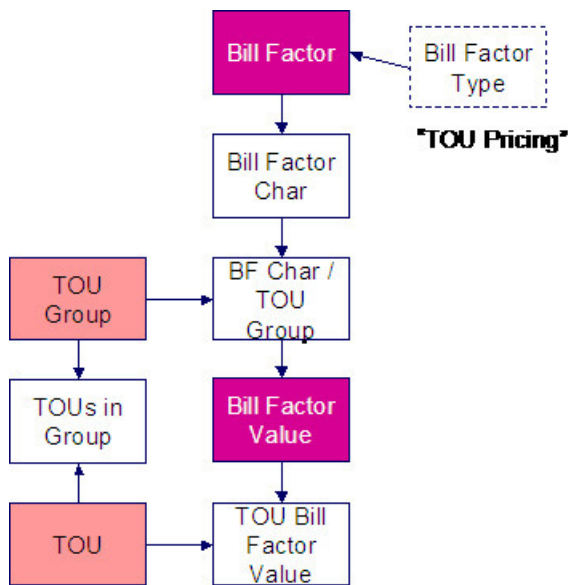 Bill Factor
Bill Factor
Type
"TOU Pricing"
Bill Factor
Char
TOU
Group
BF Char /
TOU
Group
TOUs in
Group
Bill Factor
Value
TOU
TOU Bill
Factor
Value